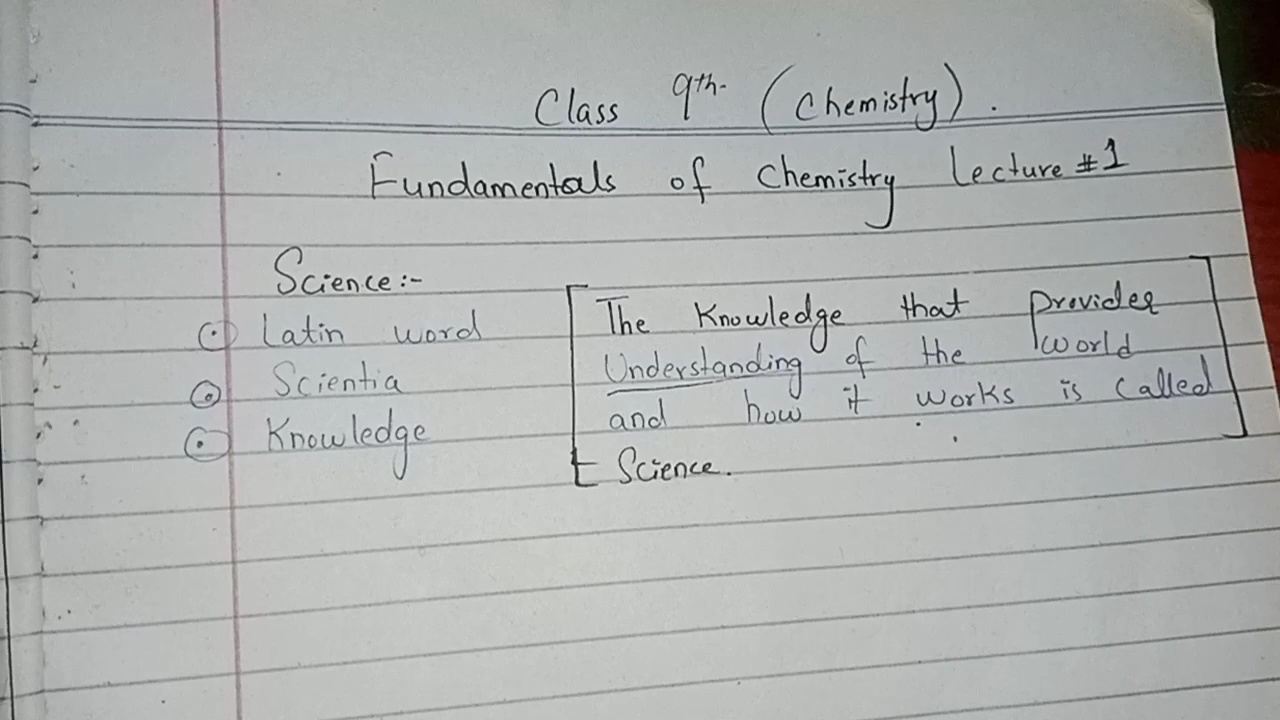 Class 9th. (Chemistry).
Fundamentals of Chemistry Lecture #1
Science:-
Latin word
Scientia
Knowledge
The Knowledge that provides
Understanding of the world
and how it works is called
Science.